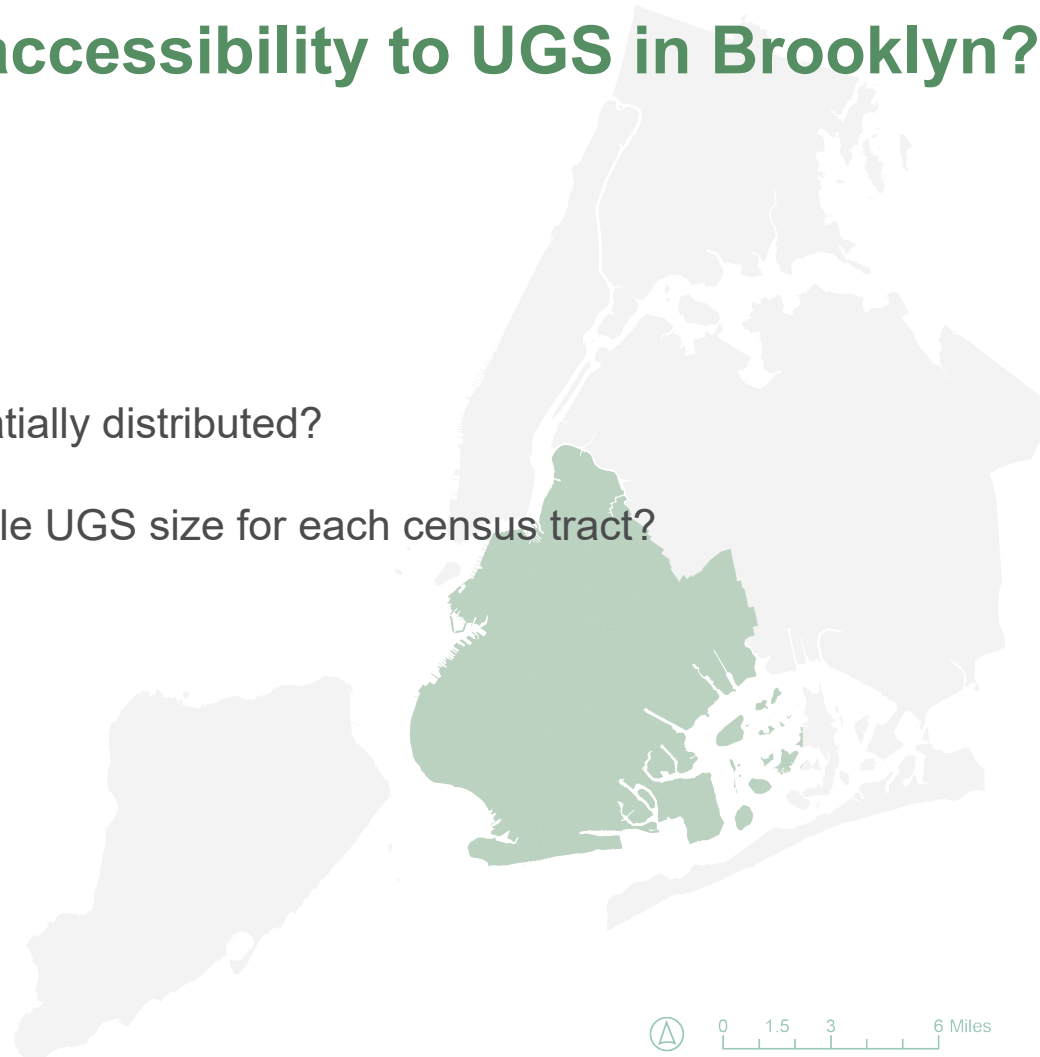 accessibility to UGS in Brooklyn?
atially distributed?
le UGS size for each census tract?
0 1.5 3 6 Miles